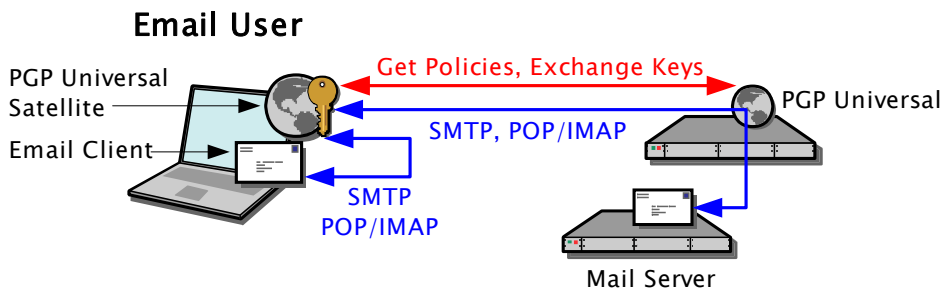 Email User
PGP Universal
Satellite
Email Client
Get Policies, Exchange Keys
SMTP, POP/IMAP
PGP Universal
SMTP
POP/IMAP
Mail Server